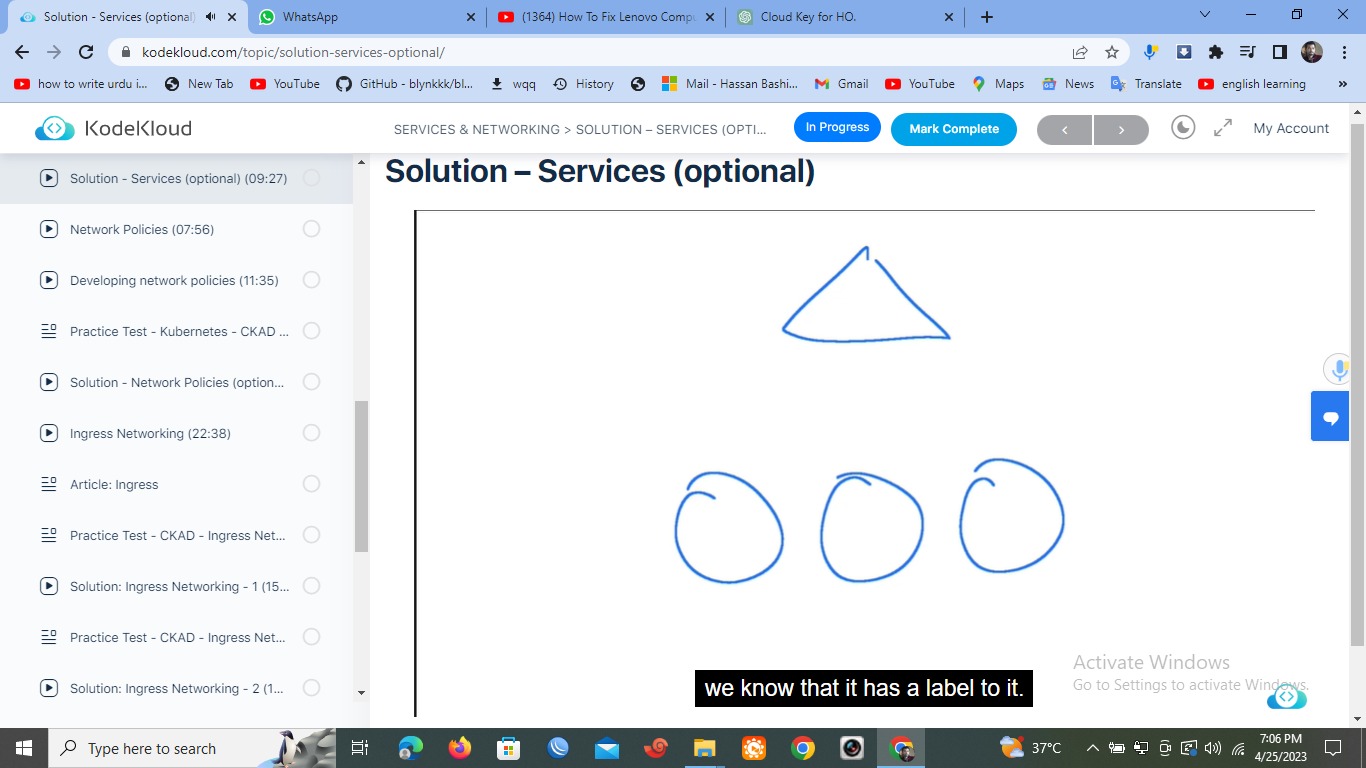 Solution - Services (optional)
WhatsApp
(1364) How To Fix Lenovo Compu
Cloud Key for HO.
kodekloud.com/topic/solution-services-optional/
how to write urdu i...
New Tab
YouTube
GitHub - blynkkk/bl...
wqq
History
Mail - Hassan Bashi...
Gmail
YouTube
Maps
News
Translate
english learning
»
KodeKloud
SERVICES & NETWORKING > SOLUTION – SERVICES (OPTI...
In Progress
Mark Complete
<
>
My Account
Solution - Services (optional) (09:27)
Network Policies (07:56)
Developing network policies (11:35)
Practice Test - Kubernetes - CKAD ...
Solution - Network Policies (option...
Ingress Networking (22:38)
Article: Ingress
Practice Test - CKAD - Ingress Net...
Solution: Ingress Networking - 1 (15...
Practice Test - CKAD - Ingress Net...
Solution: Ingress Networking - 2 (1...
Solution – Services (optional)
we know that it has a label to it.
Activate Windows
Go to Settings to activate Windows.
Type here to search
37°C
7:06 PM
4/25/2023